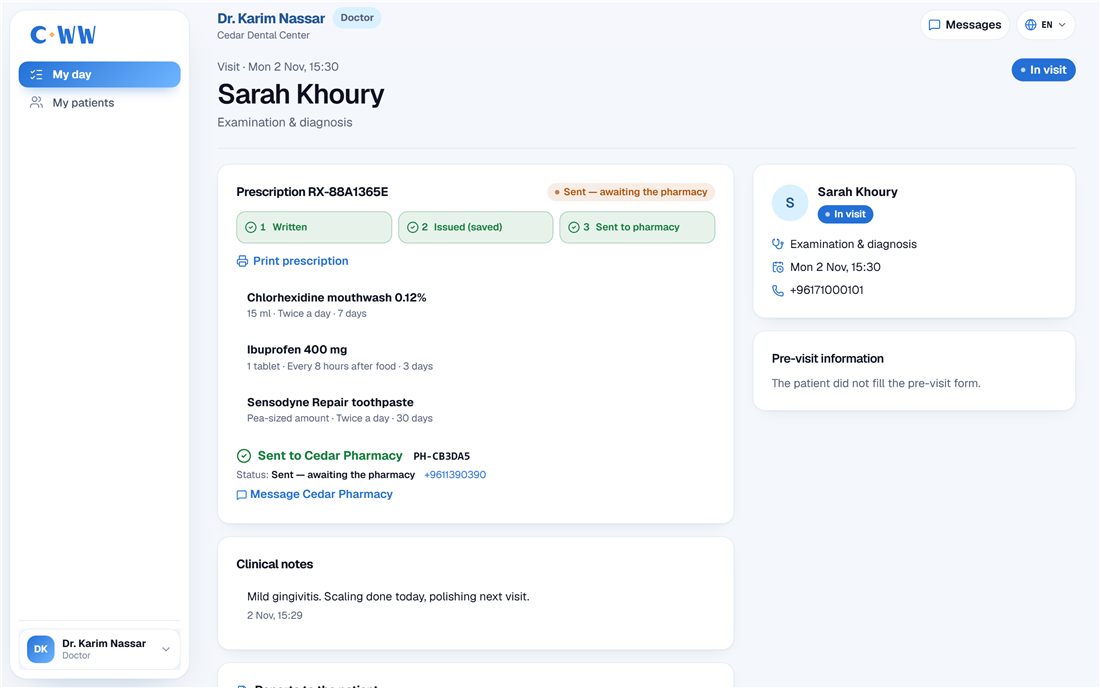 C·WW
My day
My patients
Dr. Karim Nassar Doctor
Cedar Dental Center
Messages
EN
Visit · Mon 2 Nov, 15:30
In visit
Sarah Khoury
Examination & diagnosis
Prescription RX-88A1365E
Sent — awaiting the pharmacy
1 Written
2 Issued (saved)
3 Sent to pharmacy
Print prescription
Chlorhexidine mouthwash 0.12%
15 ml · Twice a day · 7 days
Ibuprofen 400 mg
1 tablet · Every 8 hours after food · 3 days
Sensodyne Repair toothpaste
Pea-sized amount · Twice a day · 30 days
Sent to Cedar Pharmacy PH-CB3DA5
Status: Sent — awaiting the pharmacy +9611390390
Message Cedar Pharmacy
Clinical notes
Mild gingivitis. Scaling done today, polishing next visit.
2 Nov, 15:29
S
Sarah Khoury
In visit
Examination & diagnosis
Mon 2 Nov, 15:30
+96171000101
Pre-visit information
The patient did not fill the pre-visit form.
DK
Dr. Karim Nassar
Doctor